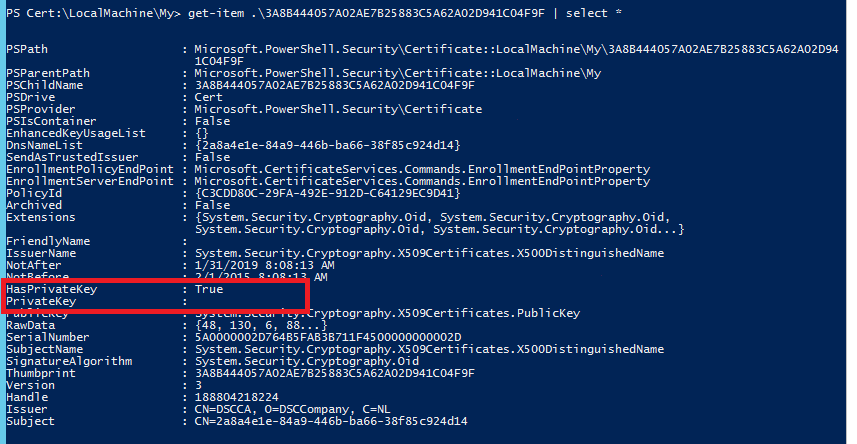 PS Cert:\LocalMachine\My> get-item .\3A8B444057A02AE7B25883C5A62A02D941C04F9F | select *
PSPath : Microsoft.PowerShell.Security\Certificate::LocalMachine\My\3A8B444057A02AE7B25883C5A62A02D94
1C04F9F
PSParentPath : Microsoft.PowerShell.Security\Certificate::LocalMachine\My
PSChildName : 3A8B444057A02AE7B25883C5A62A02D941C04F9F
PSDrive : Cert
PSProvider : Microsoft.PowerShell.Security\Certificate
PSIsContainer : False
EnhancedKeyUsageList : {}
DnsNameList : {2a8a4e1e-84a9-446b-ba66-38f85c924d14}
SendAsTrustedIssuer : False
EnrollmentPolicyEndPoint : Microsoft.CertificateServices.Commands.EnrollmentEndPointProperty
EnrollmentServerEndPoint : Microsoft.CertificateServices.Commands.EnrollmentEndPointProperty
PolicyId : {C3CDD80C-29FA-492E-912D-C64129EC9D41}
Archived : False
Extensions : {System.Security.Cryptography.Oid, System.Security.Cryptography.Oid,
System.Security.Cryptography.Oid, System.Security.Cryptography.Oid...}
FriendlyName :
IssuerName : System.Security.Cryptography.X509Certificates.X500DistinguishedName
NotAfter : 1/31/2019 8:08:13 AM
NotBefore : 2/1/2015 8:08:13 AM
HasPrivateKey : True
PrivateKey :
PublicKey : System.Security.Cryptography.X509Certificates.PublicKey
RawData : {48, 130, 6, 88...}
SerialNumber : 5A0000002D764B5FAB3B711F4500000000002D
SubjectName : System.Security.Cryptography.X509Certificates.X500DistinguishedName
SignatureAlgorithm : System.Security.Cryptography.Oid
Thumbprint : 3A8B444057A02AE7B25883C5A62A02D941C04F9F
Version : 3
Handle : 188804218224
Issuer : CN=DSCCA, O=DSCCompany, C=NL
Subject : CN=2a8a4e1e-84a9-446b-ba66-38f85c924d14